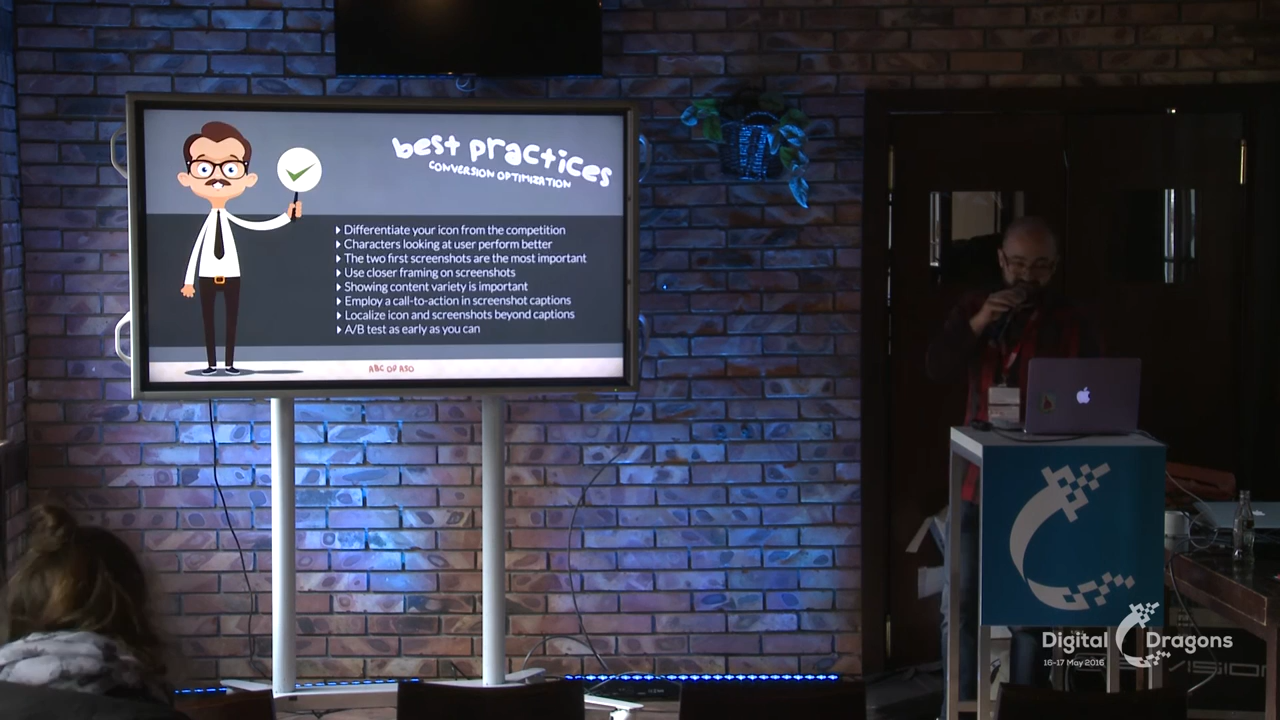 best practices
CONVERSION OPTIMIZATION
Differentiate your icon from the competition
Characters looking at user perform better
The two first screenshots are the most important
Use closer framing on screenshots
Showing content variety is important
Employ a call-to-action in screenshot captions
Localize icon and screenshots beyond captions
A/B test as early as you can
ABC OF ASO
Digital Dragons
16-17 May 2016